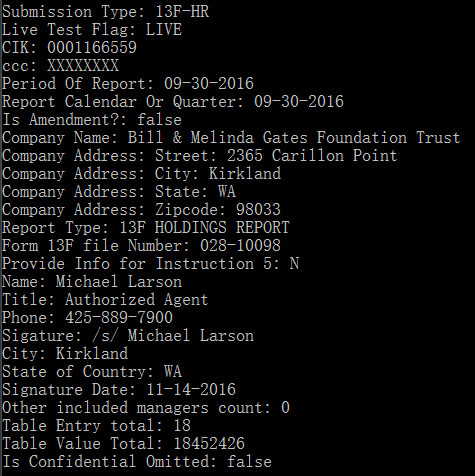 Submission Type: 13F-HR
Live Test Flag: LIVE
CIK: 0001166559
ccc: XXXXXXXX
Period Of Report: 09-30-2016
Report Calendar Or Quarter: 09-30-2016
Is Amendment?: false
Company Name: Bill & Melinda Gates Foundation Trust
Company Address: Street: 2365 Carillon Point
Company Address: City: Kirkland
Company Address: State: WA
Company Address: Zipcode: 98033
Report Type: 13F HOLDINGS REPORT
Form 13F file Number: 028-10098
Provide Info for Instruction 5: N
Name: Michael Larson
Title: Authorized Agent
Phone: 425-889-7900
Sigature: /s/ Michael Larson
City: Kirkland
State of Country: WA
Signature Date: 11-14-2016
Other included managers count: 0
Table Entry total: 18
Table Value Total: 18452426
Is Confidential Omitted: false